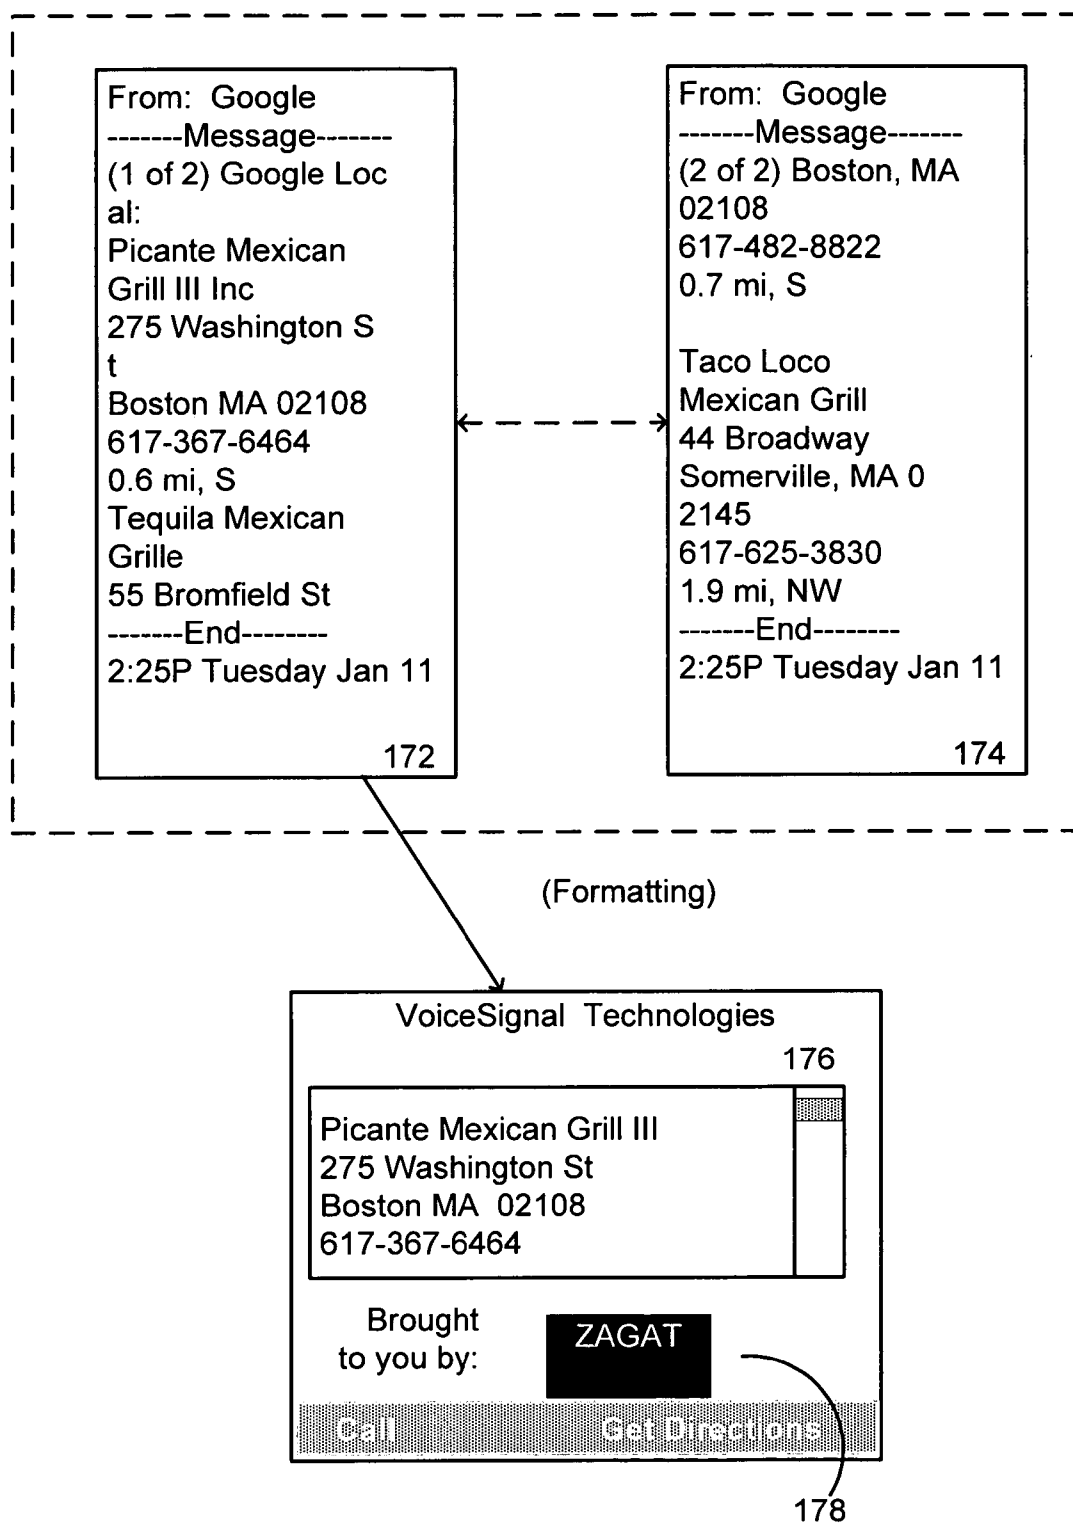 From: Google
-------Message-------
(1 of 2) Google Loc
al:
Picante Mexican
Grill III Inc
275 Washington S
t
Boston MA 02108
617-367-6464
0.6 mi, S
Tequila Mexican
Grille
55 Bromfield St
-------End--------
2:25P Tuesday Jan 11
172
From: Google
-------Message-------
(2 of 2) Boston, MA
02108
617-482-8822
0.7 mi, S
Taco Loco
Mexican Grill
44 Broadway
Somerville, MA 0
2145
617-625-3830
1.9 mi, NW
-------End--------
2:25P Tuesday Jan 11
174
(Formatting)
VoiceSignal Technologies
176
Picante Mexican Grill III
275 Washington St
Boston MA 02108
617-367-6464
Brought
to you by:
ZAGAT
Call
Get Directions
178